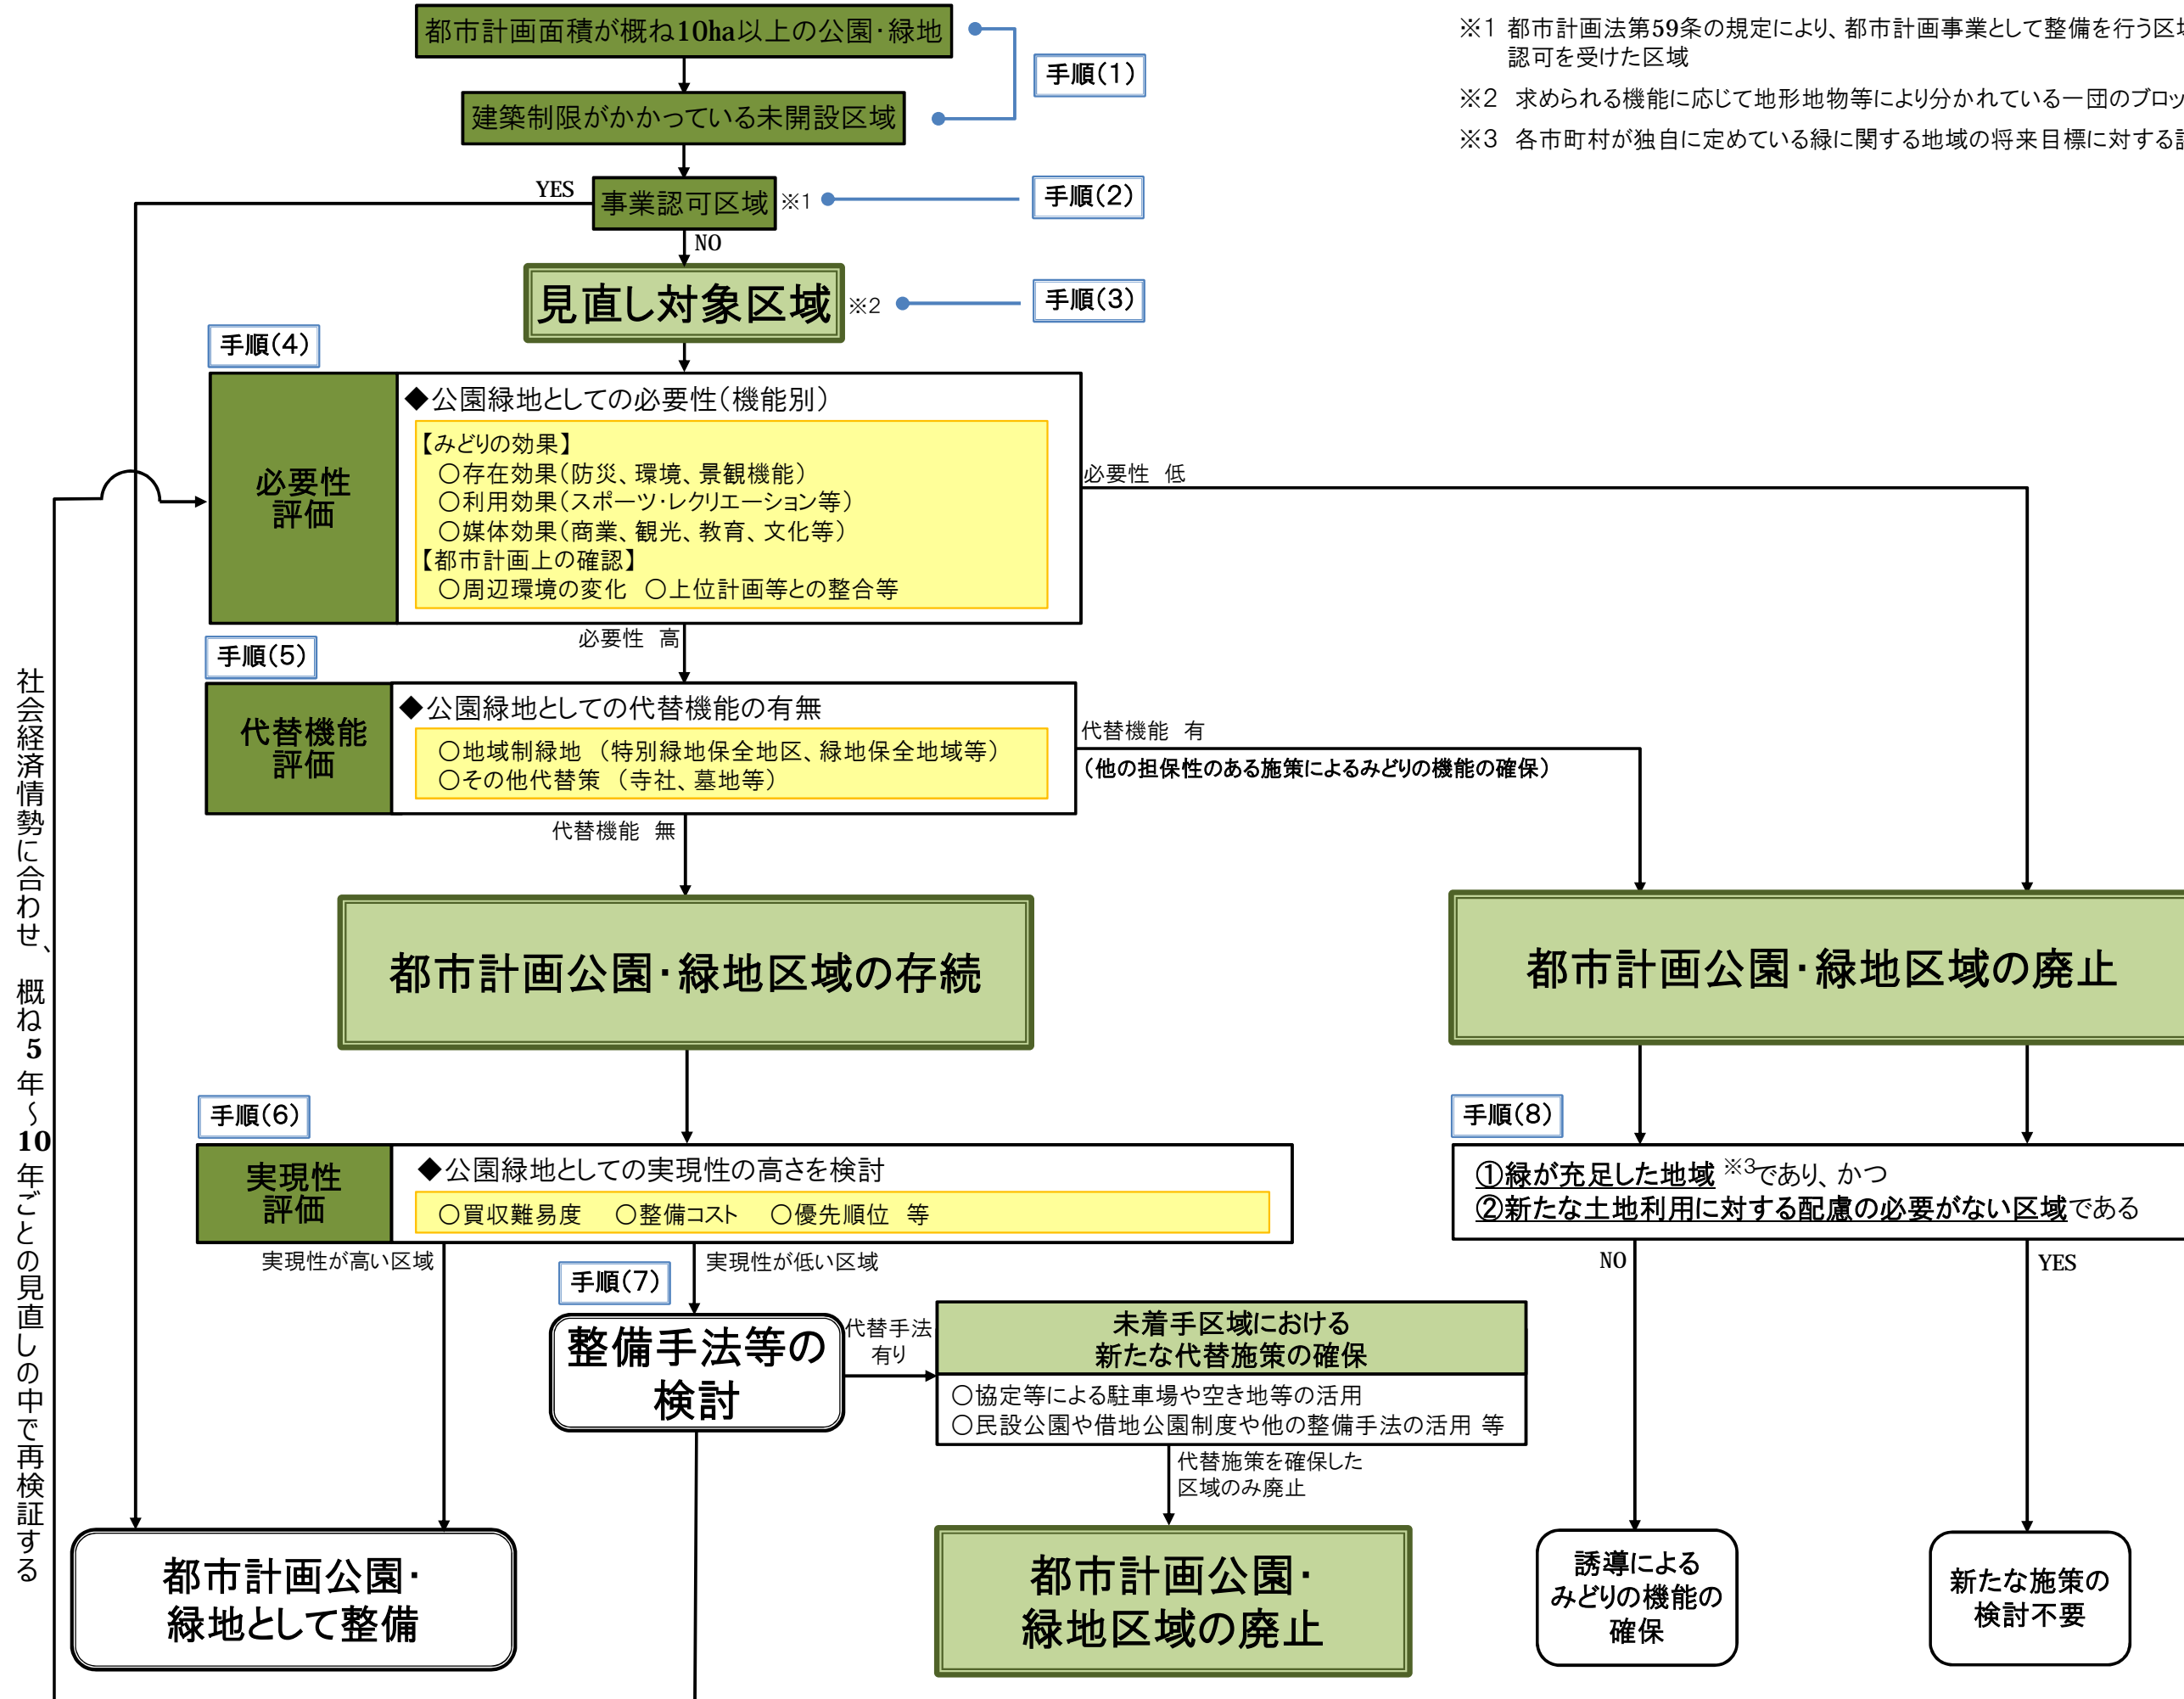 都市計画面積が概ね10ha以上の公園・緑地
手順(1)
建築制限がかかっている未開設区域
※1 都市計画法第59条の規定により、都市計画事業として整備を行う区
認可を受けた区域
※2 求められる機能に応じて地形地物等により分かれている一団のブロッ
※3 各市町村が独自に定めている緑に関する地域の将来目標に対する
YES
事業認可区域 ※1
手順(2)
NO
見直し対象区域 ※2
手順(3)
手順(4)
必要性
評価
◆公園緑地としての必要性(機能別)
【みどりの効果】
○存在効果(防災、環境、景観機能)
○利用効果(スポーツ・レクリエーション等)
○媒体効果(商業、観光、教育、文化等)
【都市計画上の確認】
○周辺環境の変化 ○上位計画等との整合等
必要性 低
必要性 高
手順(5)
代替機能
評価
◆公園緑地としての代替機能の有無
○地域制緑地 (特別緑地保全地区、緑地保全地域等)
○その他代替策 (寺社、墓地等)
代替機能 有
(他の担保性のある施策によるみどりの機能の確保)
代替機能 無
都市計画公園・緑地区域の存続
都市計画公園・緑地区域の廃止
手順(6)
実現性
評価
◆公園緑地としての実現性の高さを検討
○買収難易度 ○整備コスト ○優先順位 等
手順(8)
①緑が充足した地域 ※3であり、かつ
②新たな土地利用に対する配慮の必要がない区域である
実現性が高い区域
実現性が低い区域
NO
YES
手順(7)
整備手法等の
検討
代替手法
有り
未着手区域における
新たな代替施策の確保
○協定等による駐車場や空き地等の活用
○民設公園や借地公園制度や他の整備手法の活用 等
代替施策を確保した
区域のみ廃止
都市計画公園・
緑地として整備
都市計画公園・
緑地区域の廃止
誘導による
みどりの機能の
確保
新たな施策の
検討不要
社会経済情勢に合わせ、概ね5年～10年ごとの見直しの中で再検証する